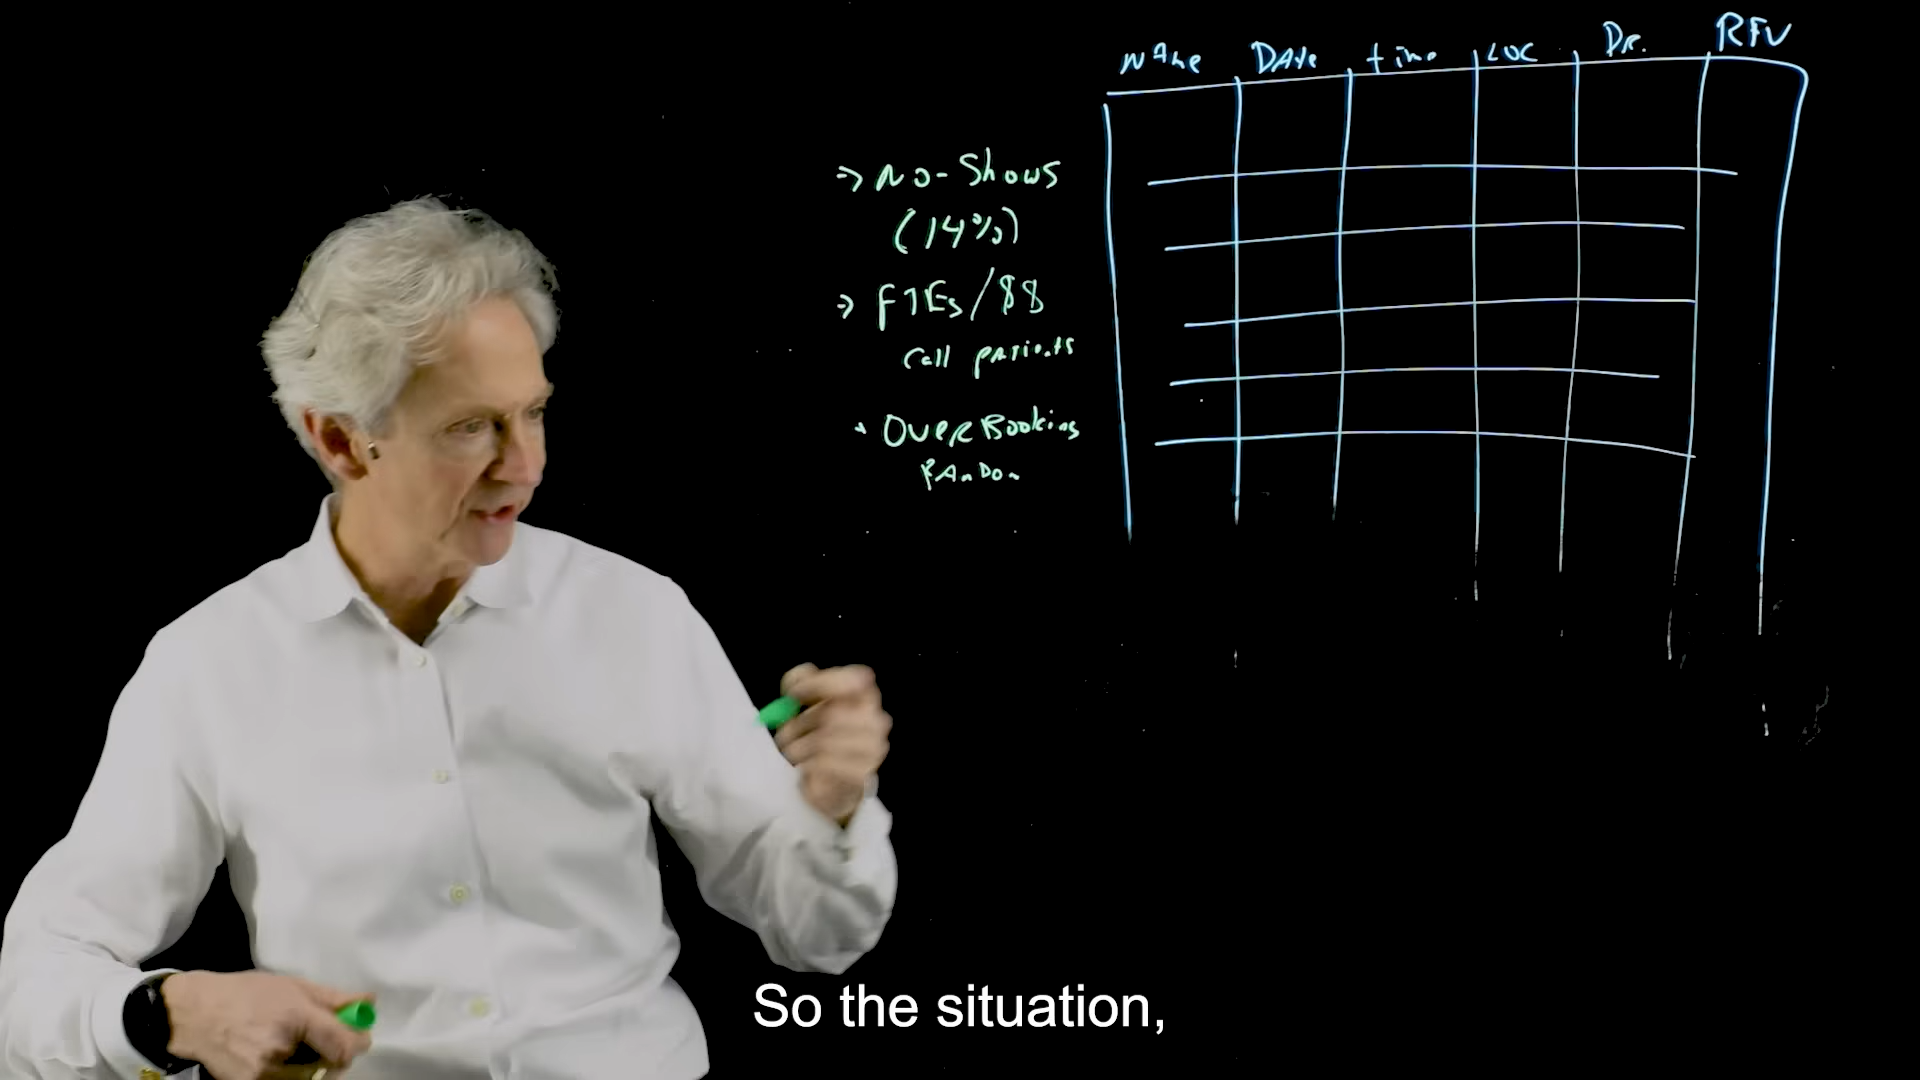 Name Date time Loc Dr. RFV
→ No-Shows
(14%)
→ FTEs/88
Call patients
• OverBooking
Random
So the situation,